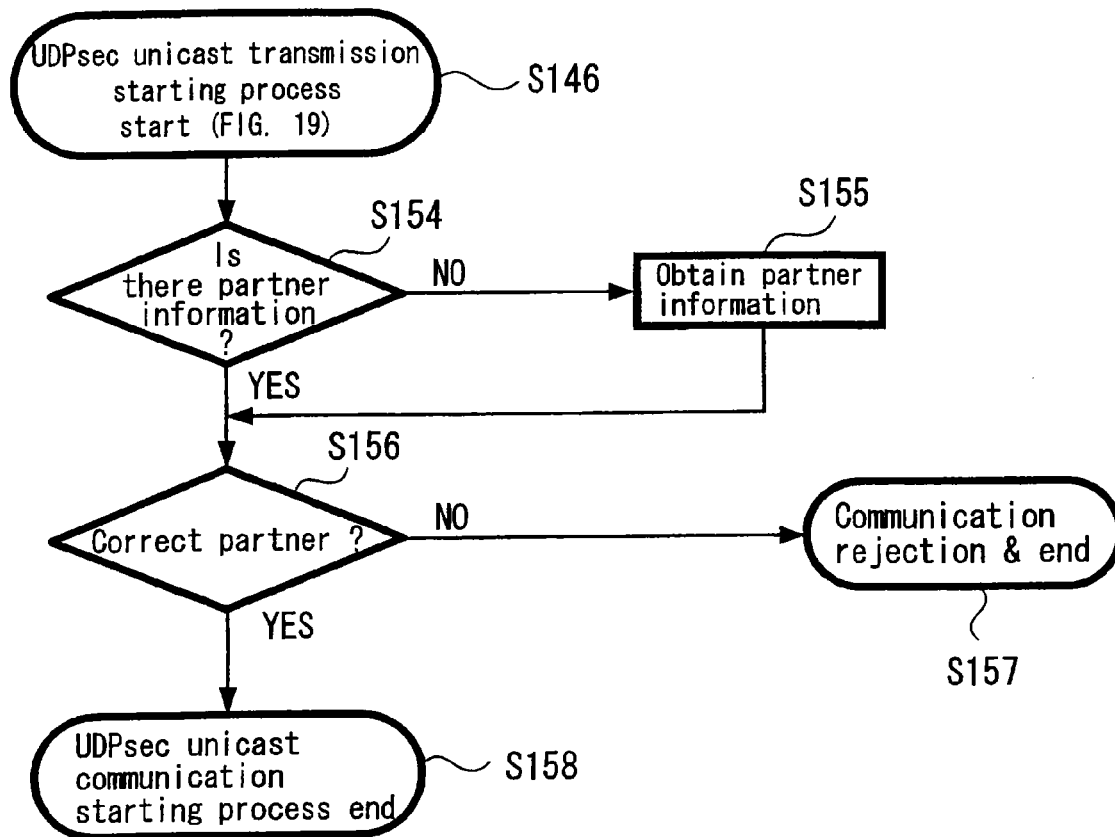 UDPsec unicast transmission
starting process
start (FIG. 19)
S146
S154
Is
there partner
information
?
NO
S155
Obtain partner
information
YES
S156
Correct partner ?
NO
Communication
rejection & end
S157
YES
UDPsec unicast
communication
starting process end
S158